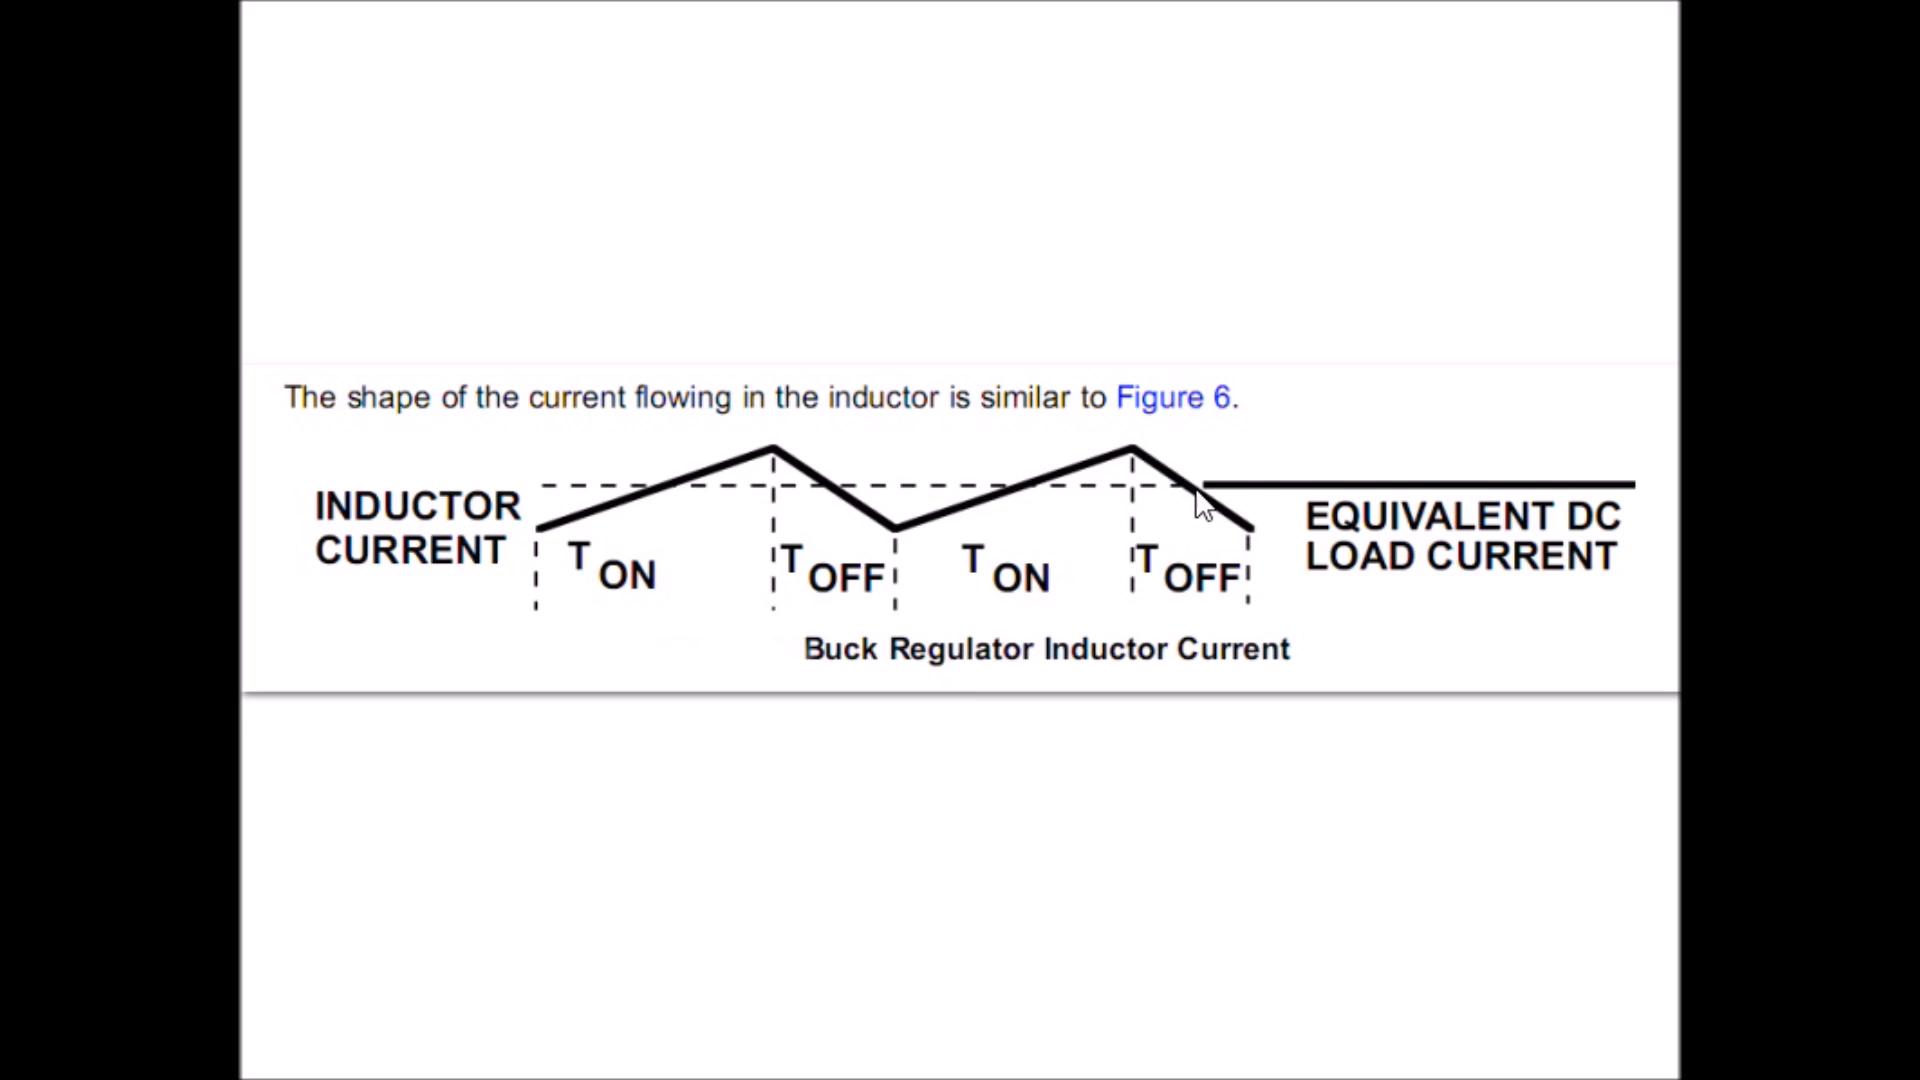 The shape of the current flowing in the inductor is similar to Figure 6.
INDUCTOR
CURRENT
T ON
T OFF
T ON
T OFF
EQUIVALENT DC
LOAD CURRENT
Buck Regulator Inductor Current